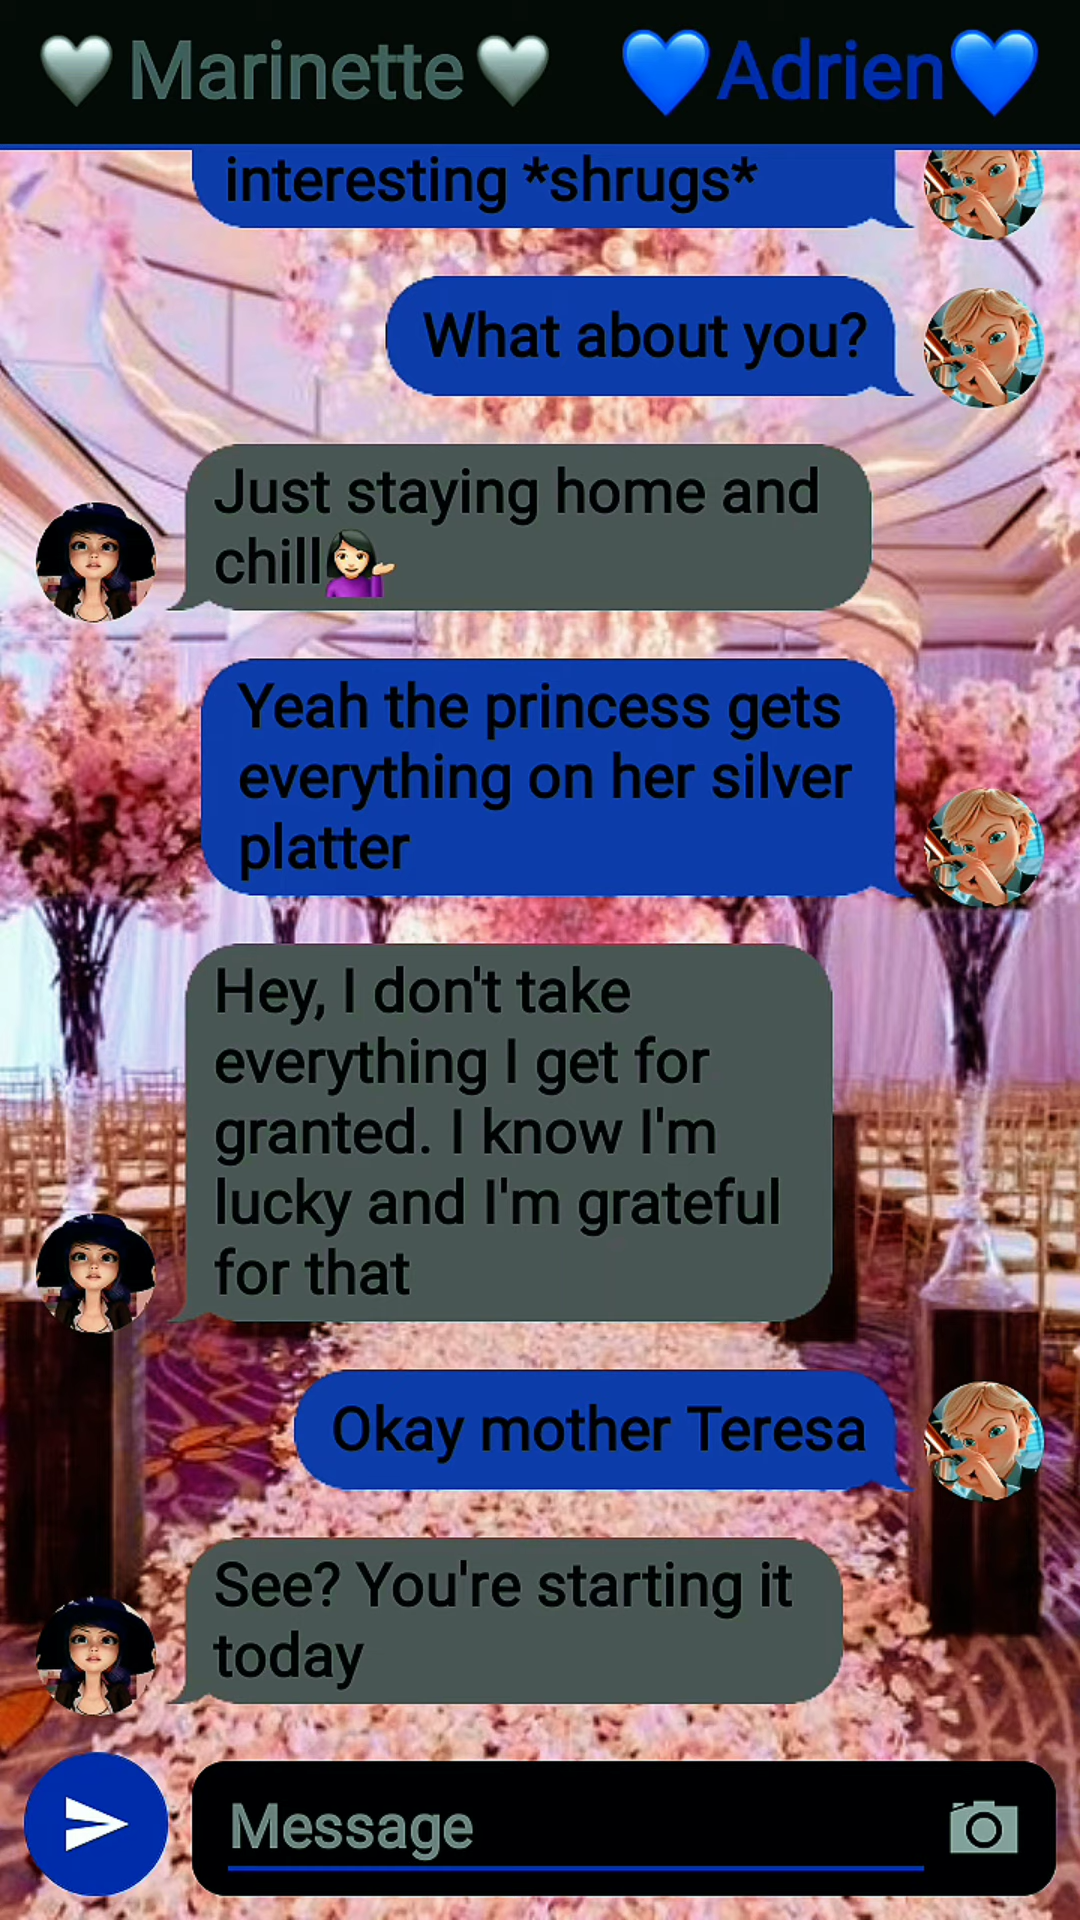 🤍Marinette🤍 💙Adrien💙
interesting *shrugs*
What about you?
Just staying home and
chill💁🏻‍♀️
Yeah the princess gets
everything on her silver
platter
Hey, I don't take
everything I get for
granted. I know I'm
lucky and I'm grateful
for that
Okay mother Teresa
See? You're starting it
today
Message